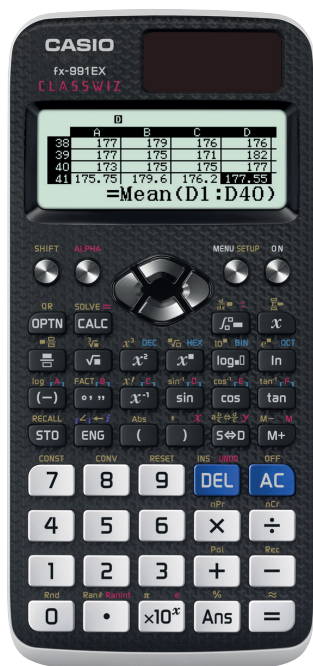 CASIO
fx-991EX
CLASSWIZ
D
A B C D
38 177 179 176 176
39 177 175 171 182
40 173 175 175 177
41 175.75 179.6 176.2 177.55
=Mean(D1:D40)
SHIFT ALPHA MENU SETUP ON
QR SOLVE =
OPTN CALC x
x³ DEC HEX 10■ BIN e■ OCT
x² x■ log■□ ln
log A FACT B x! C sin⁻¹ D cos⁻¹ E tan⁻¹ F
(−) x⁻¹ sin cos tan
RECALL ∠ i Abs , x y M− M
STO ENG ( ) S⇔D M+
CONST CONV RESET INS UNDO OFF
7 8 9 DEL AC
nPr nCr
4 5 6 × ÷
Pol Rec
1 2 3 + −
Rnd Ran# RanInt π e % ≈
0 • ×10ˣ Ans =